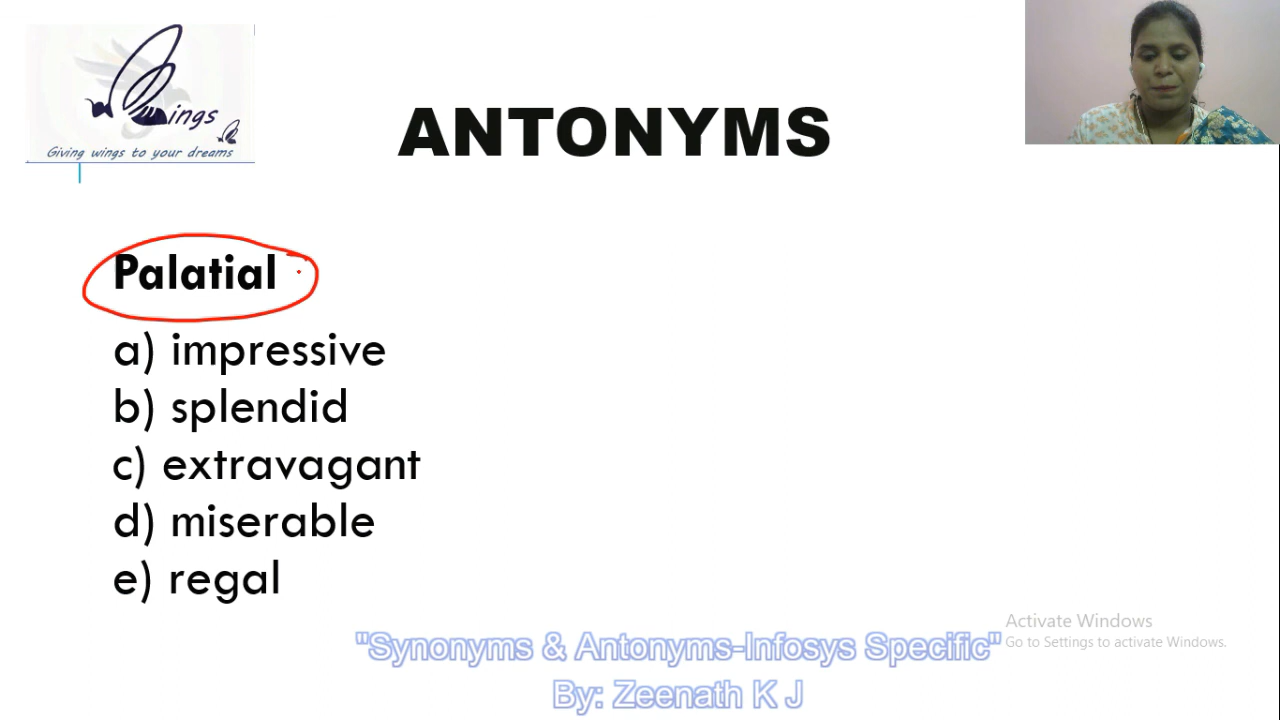 wings
Giving wings to your dreams
ANTONYMS
Palatial
a) impressive
b) splendid
c) extravagant
d) miserable
e) regal
Activate Windows
Go to Settings to activate Windows.
"Synonyms & Antonyms-Infosys Specific"
By: Zeenath K J